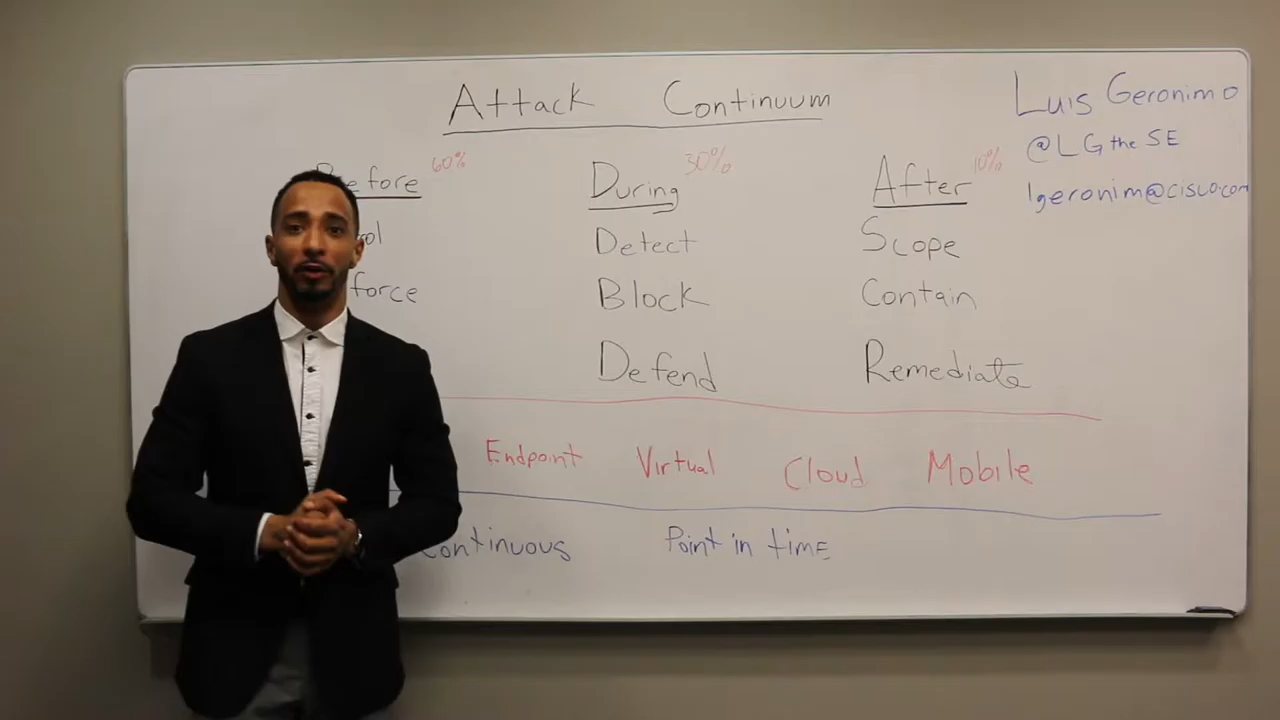 Attack Continuum
Luis Geronimo
@LG the SE
lgeronim@cisco.com
Before 60% During 30% After 10%
Detect Scope
force Block Contain
Defend Remediate
Endpoint Virtual Cloud Mobile
Continuous Point in time